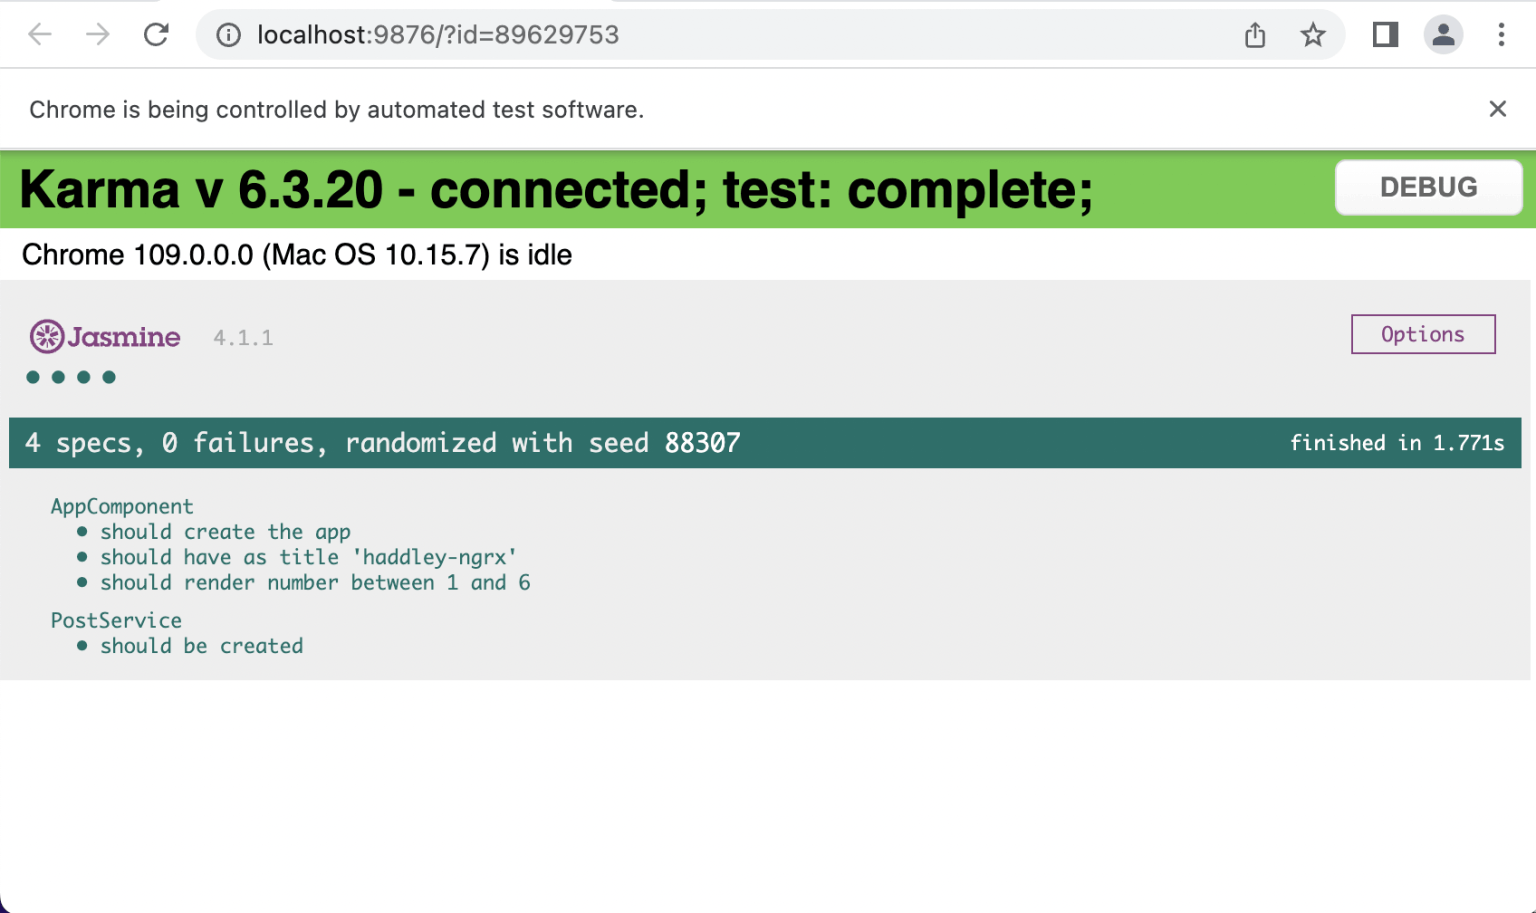 localhost:9876/?id=89629753
Chrome is being controlled by automated test software.
Karma v 6.3.20 - connected; test: complete;
DEBUG
Chrome 109.0.0.0 (Mac OS 10.15.7) is idle
Jasmine 4.1.1
Options
4 specs, 0 failures, randomized with seed 88307
finished in 1.771s
AppComponent
• should create the app
• should have as title 'haddley-ngrx'
• should render number between 1 and 6
PostService
• should be created